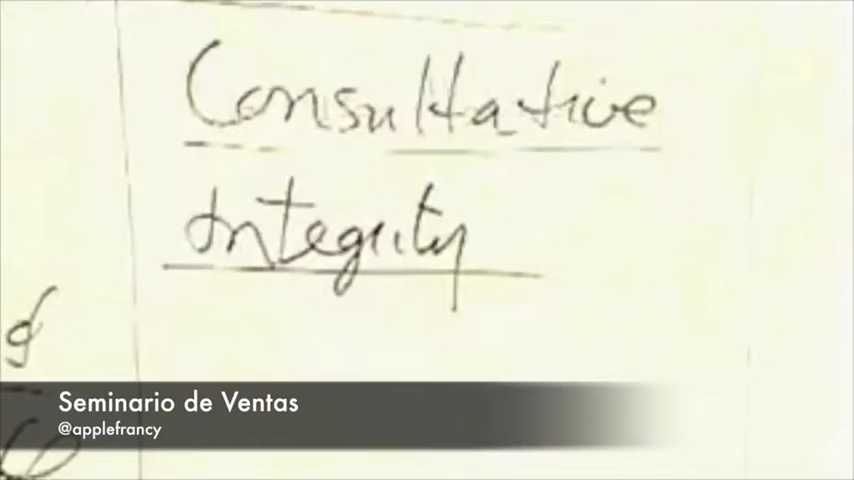 Consultative
Integrity
Seminario de Ventas
@applefrancy